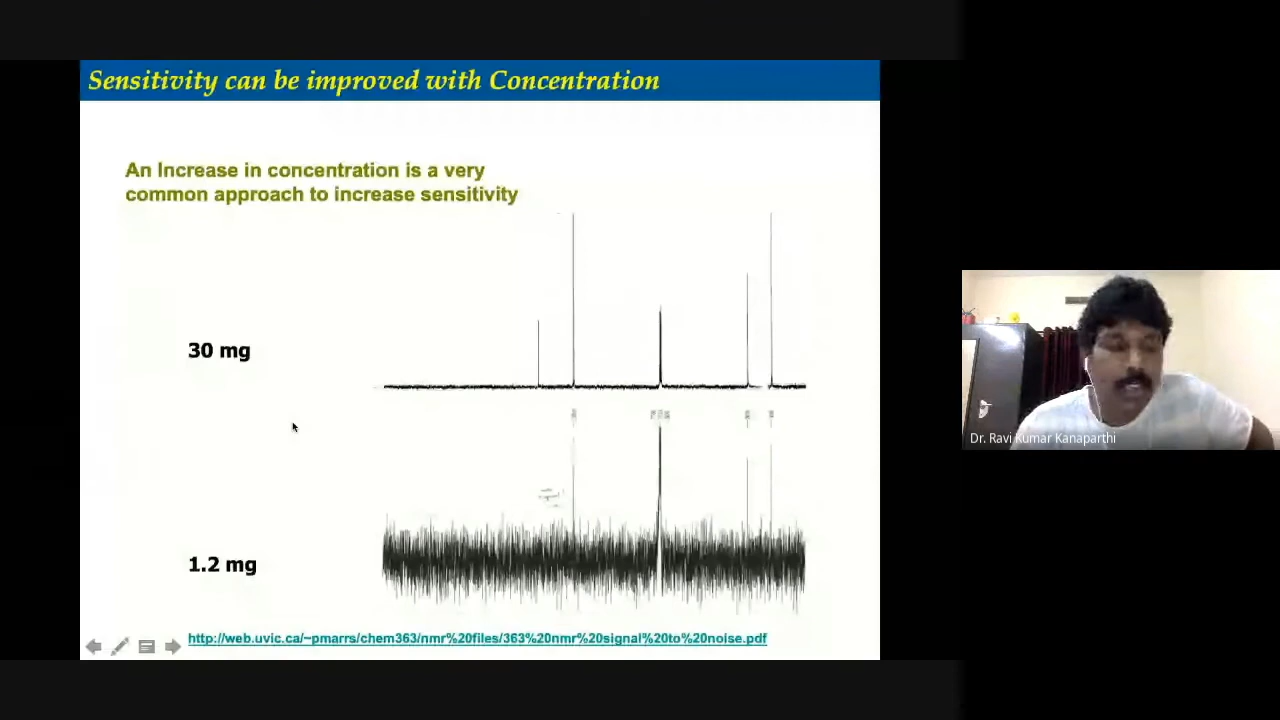 Sensitivity can be improved with Concentration
An Increase in concentration is a very
common approach to increase sensitivity
30 mg
1.2 mg
http://web.uvic.ca/~pmarrs/chem363/nmr%20files/363%20nmr%20signal%20to%20noise.pdf
Dr. Ravi Kumar Kanaparthi